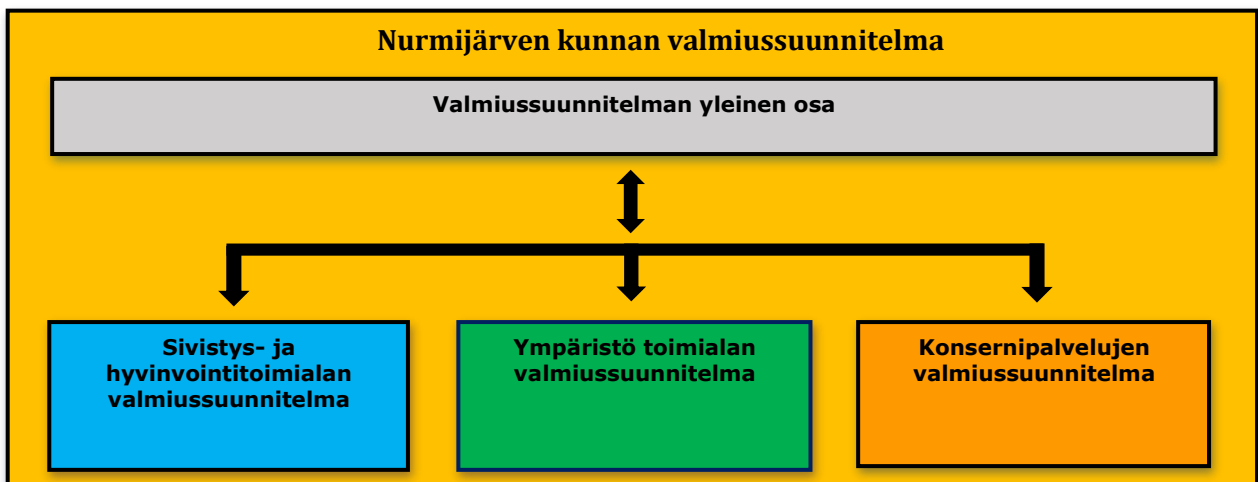 Nurmijärven kunnan valmiussuunnitelma
Valmiussuunnitelman yleinen osa
Sivistys- ja
hyvinvointitoimialan
valmiussuunnitelma
Ympäristö toimialan
valmiussuunnitelma
Konsernipalvelujen
valmiussuunnitelma